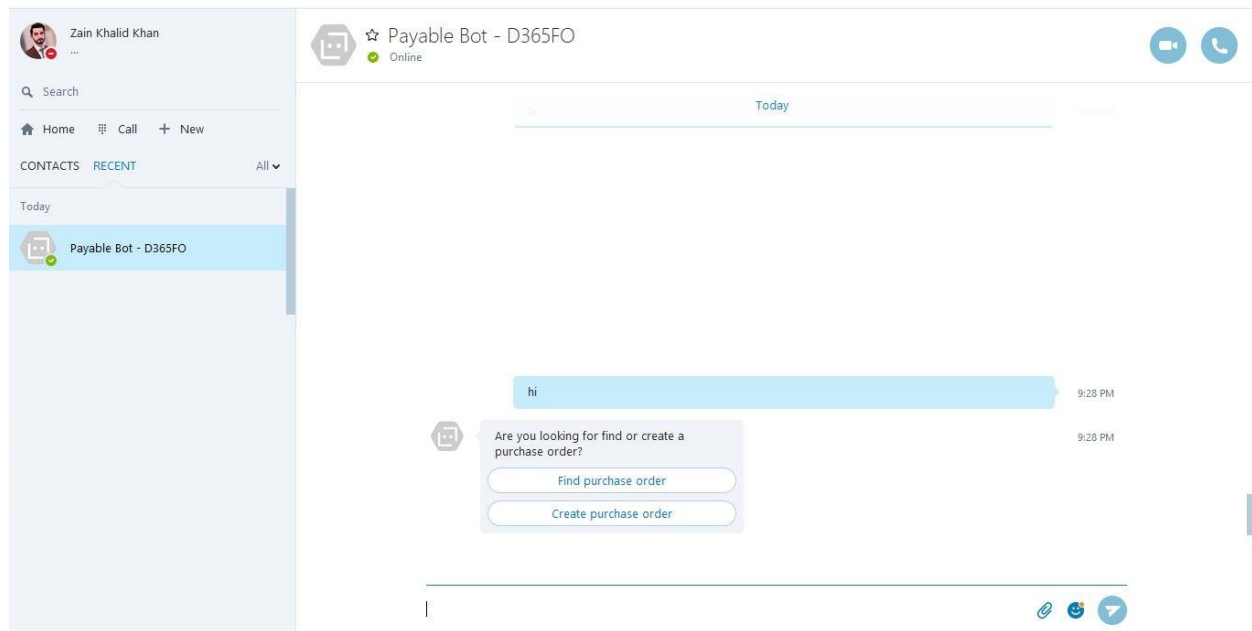 Zain Khalid Khan
...
Search
Home Call New
CONTACTS RECENT All
Today
Payable Bot - D365FO
Payable Bot - D365FO
Online
Today
hi
9:28 PM
Are you looking for find or create a
purchase order?
9:28 PM
Find purchase order
Create purchase order